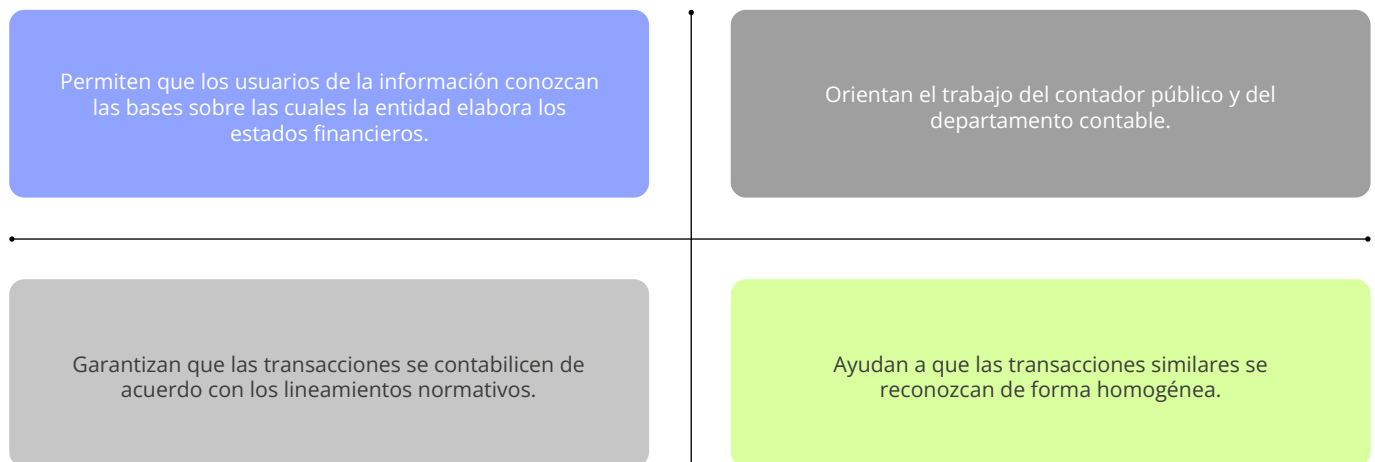 Permiten que los usuarios de la información conozcan
las bases sobre las cuales la entidad elabora los
estados financieros.
Orientan el trabajo del contador público y del
departamento contable.
Garantizan que las transacciones se contabilicen de
acuerdo con los lineamientos normativos.
Ayudan a que las transacciones similares se
reconozcan de forma homogénea.